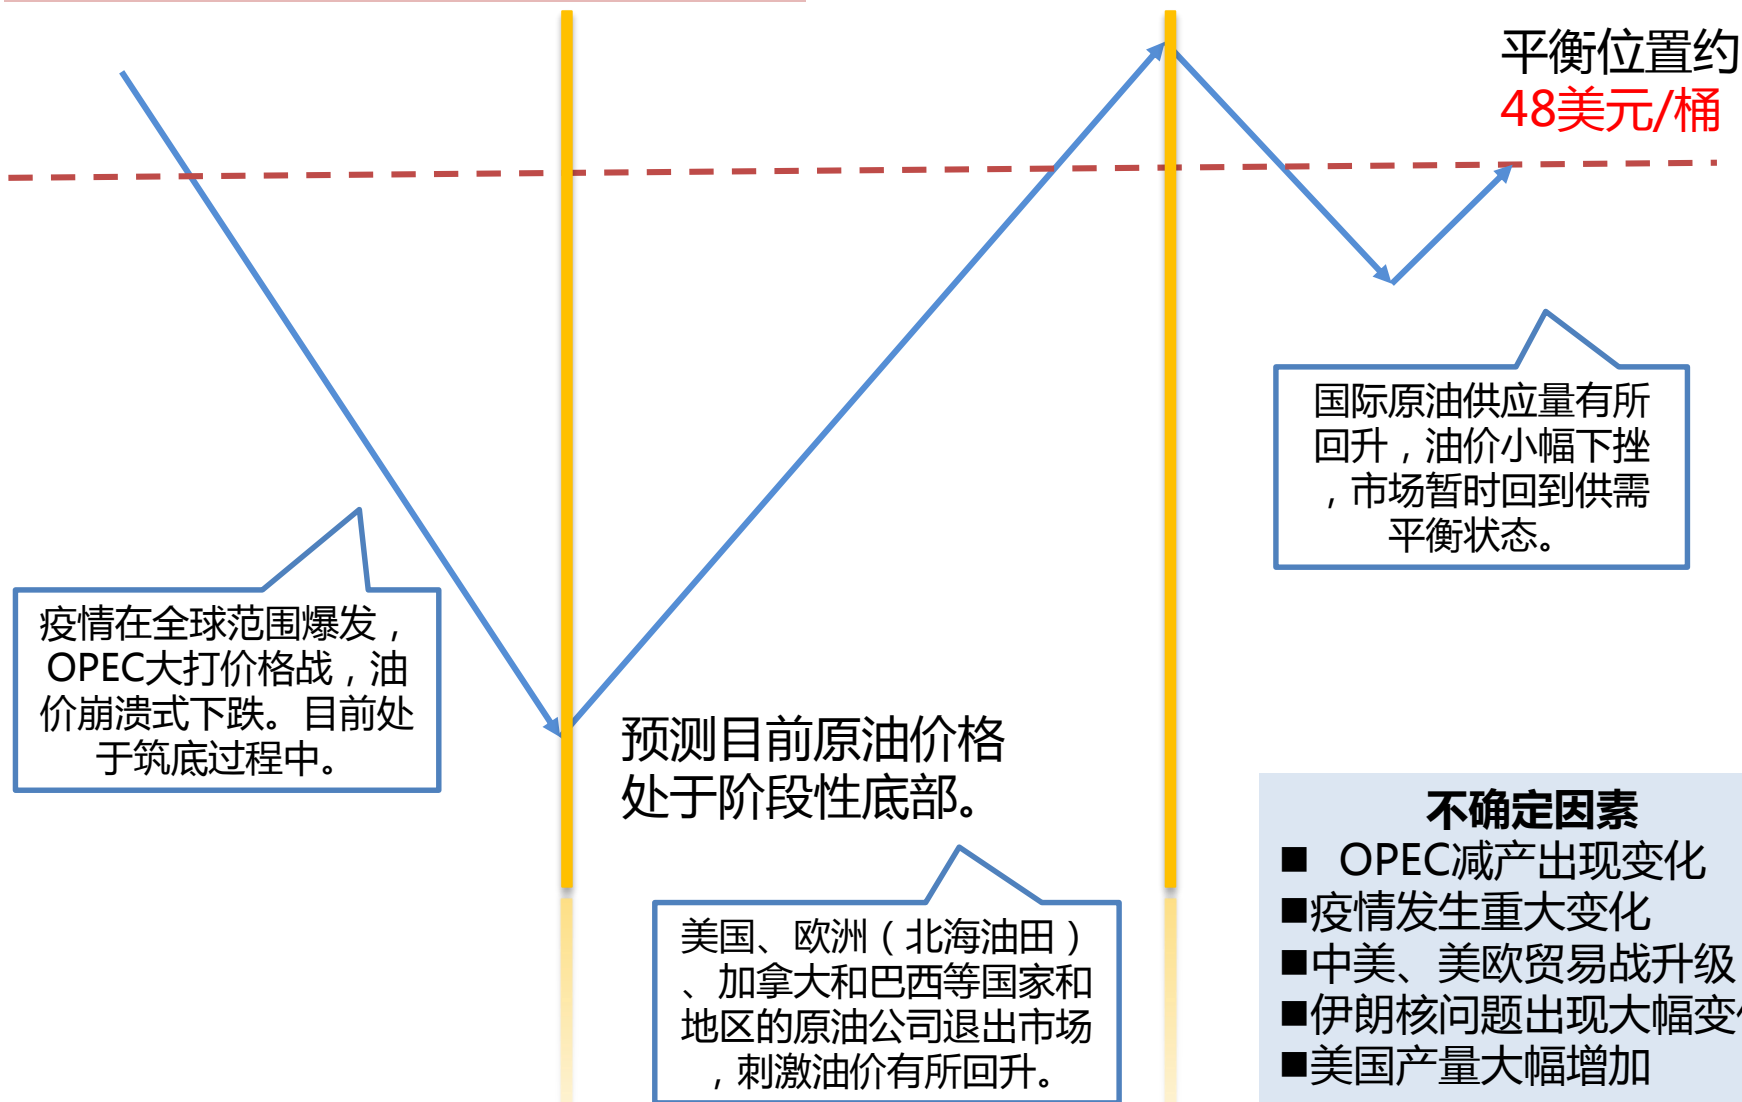 平衡位置约
48美元/桶
国际原油供应量有所
回升，油价小幅下挫
，市场暂时回到供需
平衡状态。
疫情在全球范围爆发，
OPEC大打价格战，油
价崩溃式下跌。目前处
于筑底过程中。
预测目前原油价格
处于阶段性底部。
美国、欧洲（北海油田）
、加拿大和巴西等国家和
地区的原油公司退出市场
，刺激油价有所回升。
不确定因素
■ OPEC减产出现变化
■疫情发生重大变化
■中美、美欧贸易战升级
■伊朗核问题出现大幅变
■美国产量大幅增加